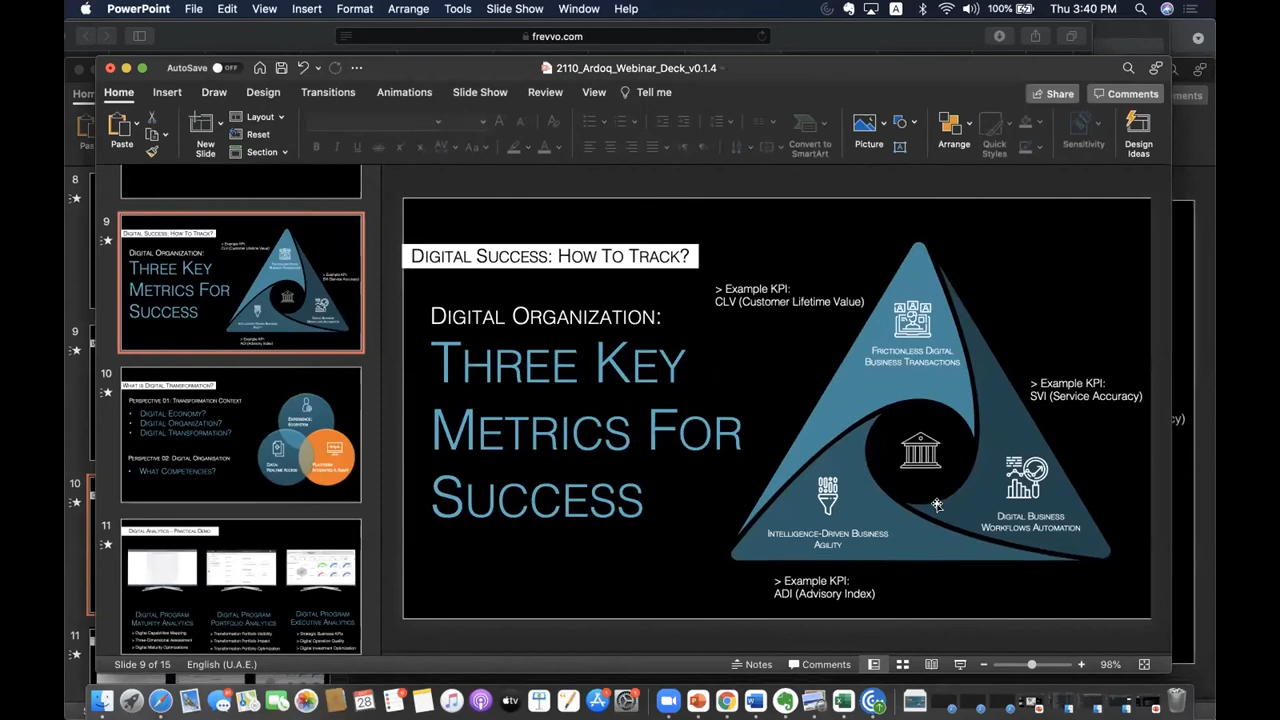 PowerPoint File Edit View Insert Format Arrange Tools Slide Show Window Help
A 100% Thu 3:40 PM
frevvo.com
AutoSave OFF
2110_Ardoq_Webinar_Deck_v0.1.4
Home Insert Draw Design Transitions Animations Slide Show Review View Tell me
Share Comments
Paste
New Slide
Layout
Reset
Section
Convert to SmartArt
Picture
Arrange
Quick Styles
Sensitivity
Design Ideas
8
9
Digital Success: How To Track?
Digital Organization:
Three Key
Metrics For
Success
10
What is Digital Transformation?
Perspective 01: Transformation Context
• Digital Economy?
• Digital Organization?
• Digital Transformation?
Perspective 02: Digital Organisation
• What Competencies?
11
Digital Analytics – Practical Demo
Digital Program
Maturity Analytics
Digital Program
Portfolio Analytics
Digital Program
Executive Analytics
Digital Success: How To Track?
Digital Organization:
Three Key
Metrics For
Success
> Example KPI:
CLV (Customer Lifetime Value)
Frictionless Digital
Business Transactions
> Example KPI:
SVI (Service Accuracy)
Digital Business
Workflows Automation
Intelligence-Driven Business
Agility
> Example KPI:
ADI (Advisory Index)
Slide 9 of 15 English (U.A.E.)
Notes Comments 98%